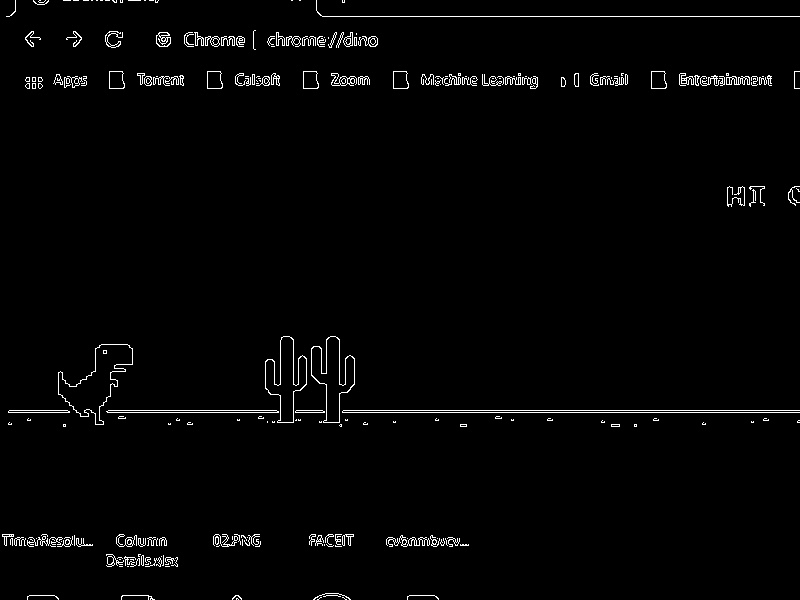 Chrome | chrome://dino
Apps Torrent Calsoft Zoom Machine Learning Gmail Entertainment
HI
TimerResolu... Column 02.PNG FACEIT cvbnmbvcv...
Details.xlsx